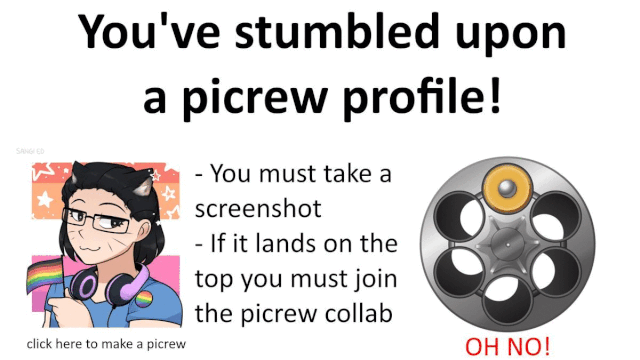 You've stumbled upon
a picrew profile!
- You must take a
screenshot
- If it lands on the
top you must join
the picrew collab
click here to make a picrew
OH NO!